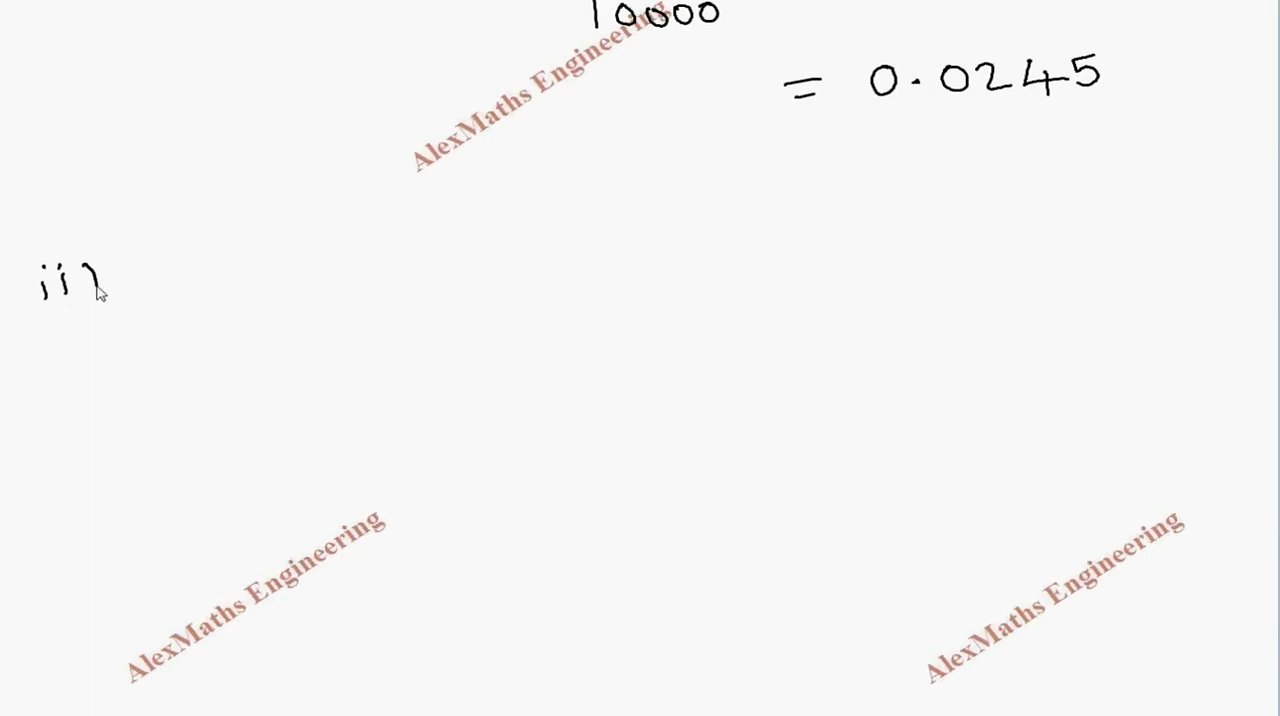 10000
= 0.0245
AlexMaths Engineering
ii)
AlexMaths Engineering
AlexMaths Engineering